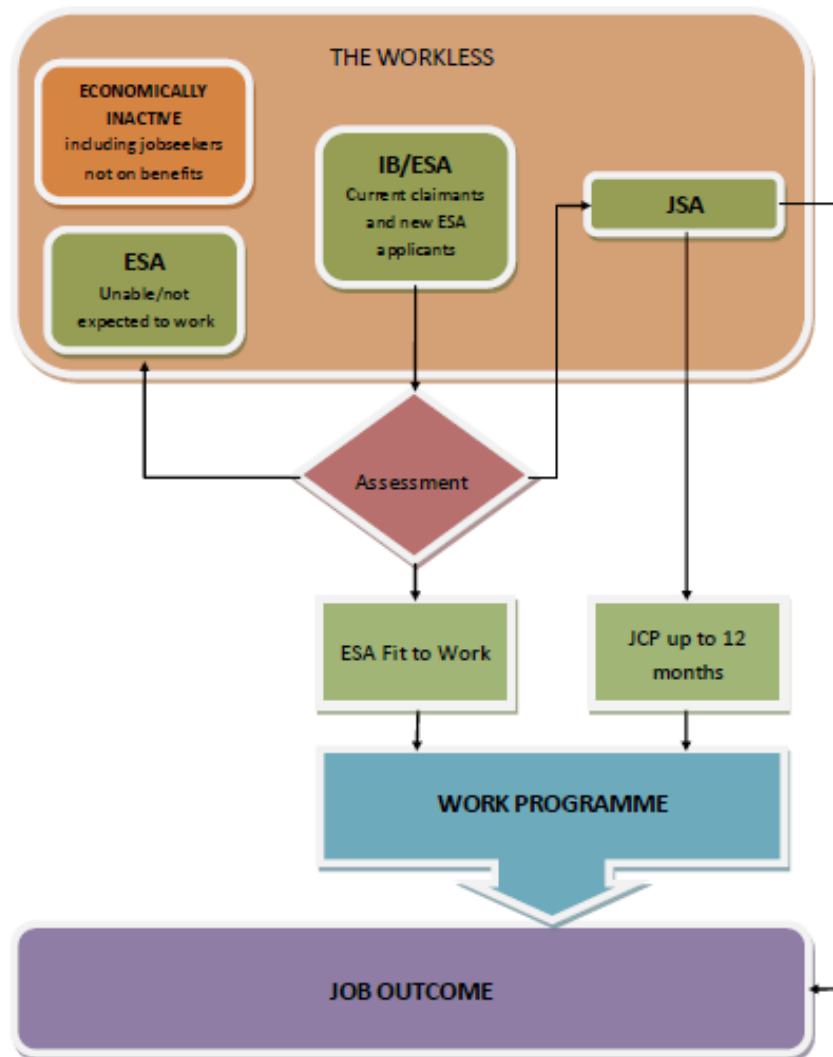 THE WORKLESS
ECONOMICALLY
INACTIVE
including jobseekers
not on benefits
IB/ESA
Current claimants
and new ESA
applicants
JSA
ESA
Unable/not
expected to work
Assessment
ESA Fit to Work
JCP up to 12
months
WORK PROGRAMME
JOB OUTCOME